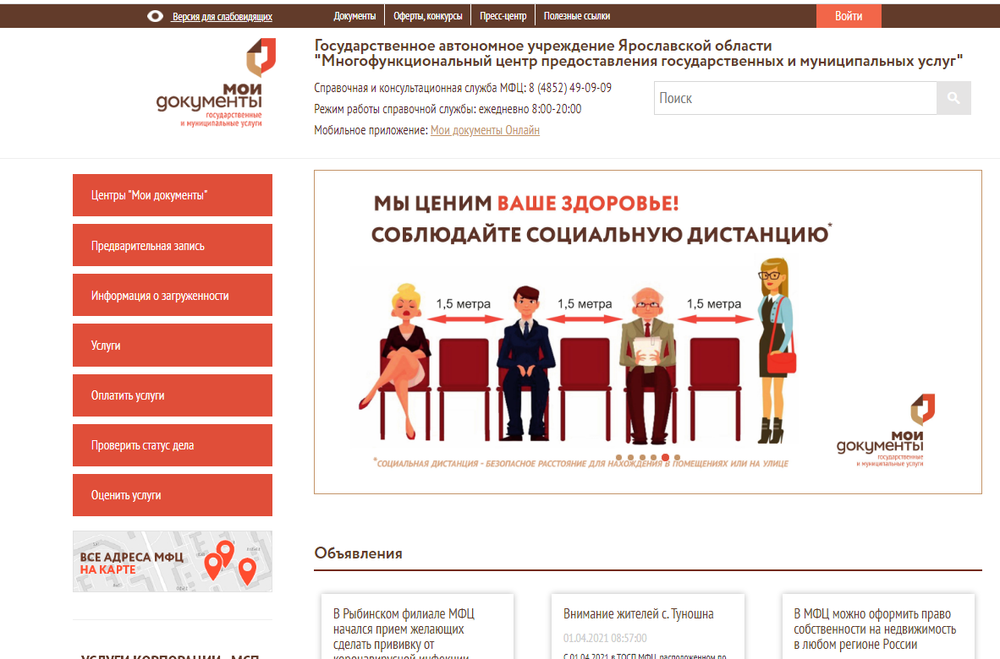 Версия для слабовидящих
Документы
Оферты, конкурсы
Пресс-центр
Полезные ссылки
Войти
мои
документы
государственные
и муниципальные услуги
Государственное автономное учреждение Ярославской области
"Многофункциональный центр предоставления государственных и муниципальных услуг"
Справочная и консультационная служба МФЦ: 8 (4852) 49-09-09
Режим работы справочной службы: ежедневно 8:00-20:00
Мобильное приложение: Мои документы Онлайн
Поиск
Центры "Мои документы"
Предварительная запись
Информация о загруженности
Услуги
Оплатить услуги
Проверить статус дела
Оценить услуги
ВСЕ АДРЕСА МФЦ
НА КАРТЕ
УСЛУГИ КОРПОРАЦИИ «МСП
МЫ ЦЕНИМ ВАШЕ ЗДОРОВЬЕ!
СОБЛЮДАЙТЕ СОЦИАЛЬНУЮ ДИСТАНЦИЮ*
1,5 метра
1,5 метра
1,5 метра
*СОЦИАЛЬНАЯ ДИСТАНЦИЯ - БЕЗОПАСНОЕ РАССТОЯНИЕ ДЛЯ НАХОЖДЕНИЯ В ПОМЕЩЕНИЯХ ИЛИ НА УЛИЦЕ
мои
документы
государственные
и муниципальные услуги
Объявления
В Рыбинском филиале МФЦ
начался прием желающих
сделать прививку от
коронавирусной инфекции
Внимание жителей с. Туношна
01.04.2021 08:57:00
С 01.04.2021 в ТОСП МФЦ, расположенном по
В МФЦ можно оформить право
собственности на недвижимость
в любом регионе России